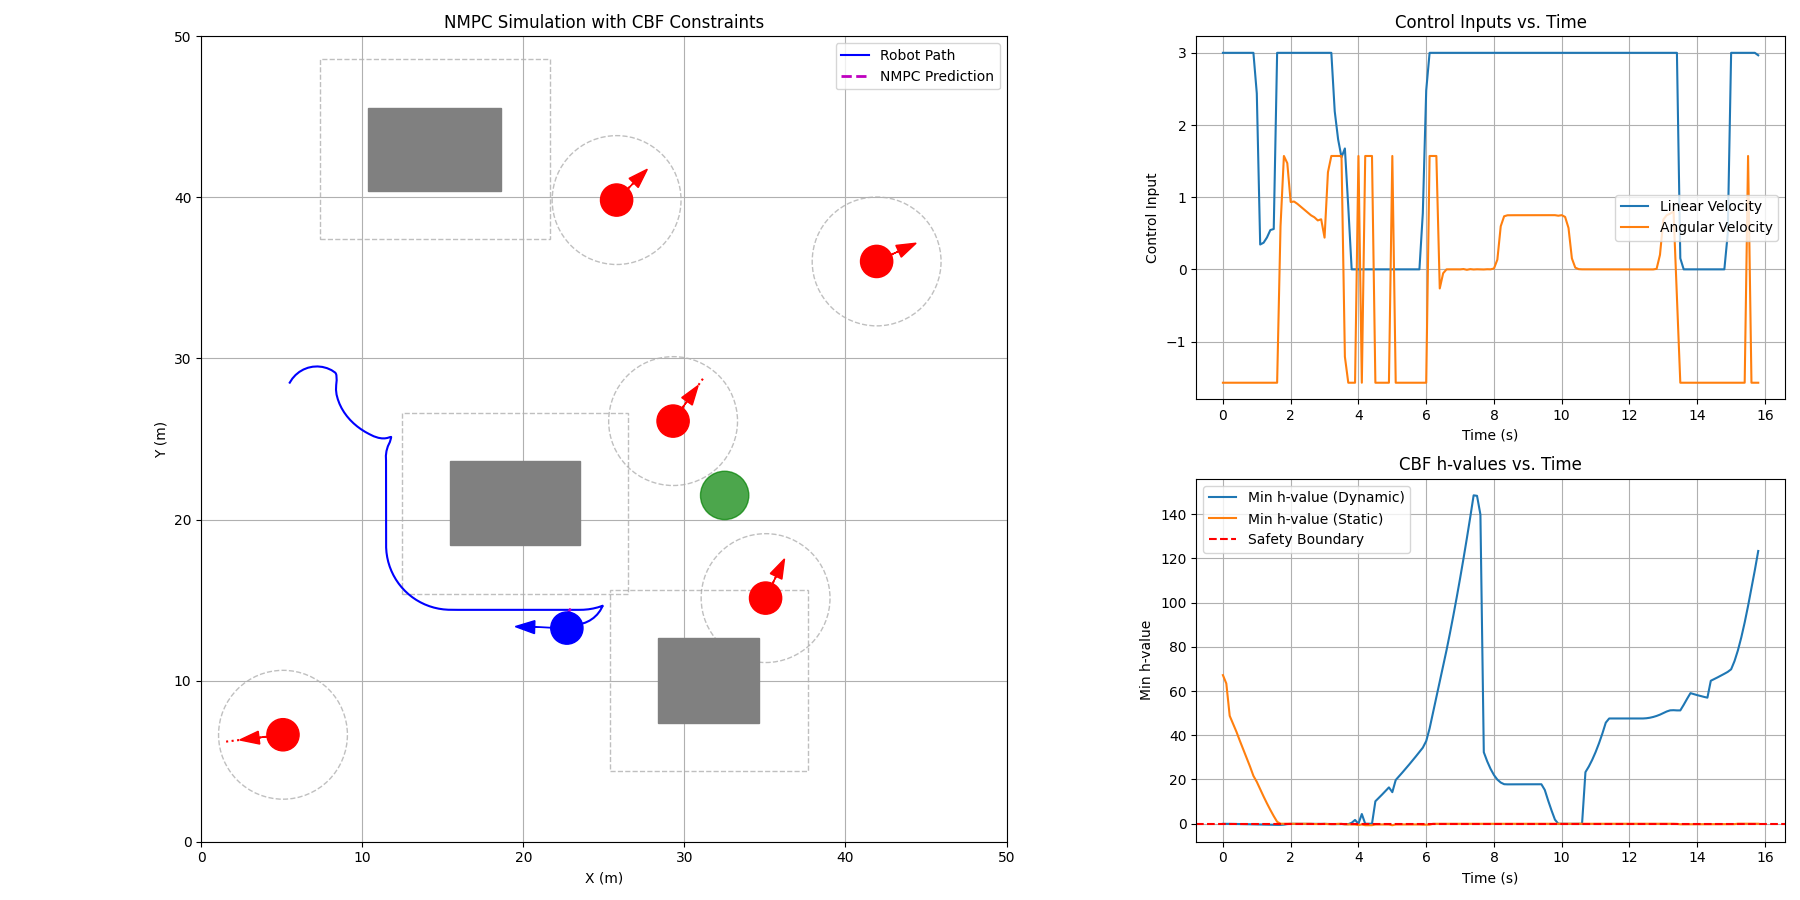 NMPC Simulation with CBF Constraints
Y (m)
50
40
30
20
10
0
Robot Path
NMPC Prediction
0
10
20
30
40
50
X (m)
Control Inputs vs. Time
Control Input
3
2
1
0
−1
Linear Velocity
Angular Velocity
0
2
4
6
8
10
12
14
16
Time (s)
CBF h-values vs. Time
Min h-value
140
120
100
80
60
40
20
0
Min h-value (Dynamic)
Min h-value (Static)
Safety Boundary
0
2
4
6
8
10
12
14
16
Time (s)